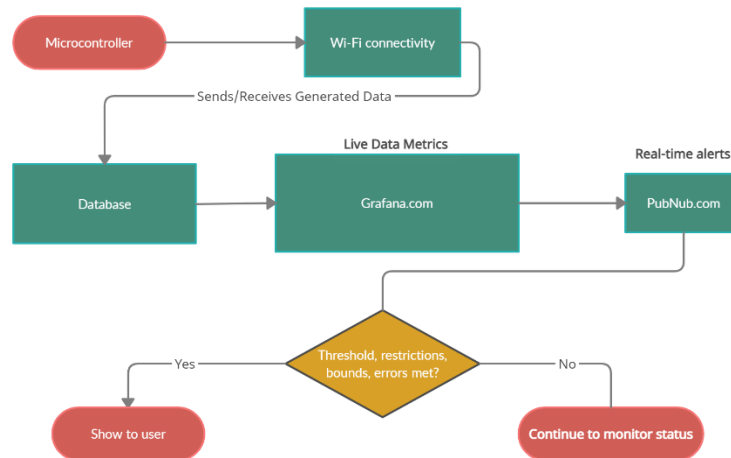 Microcontroller
Wi-Fi connectivity
Sends/Receives Generated Data
Live Data Metrics
Real-time alerts
Database
Grafana.com
PubNub.com
Threshold, restrictions,
bounds, errors met?
Yes
No
Show to user
Continue to monitor status